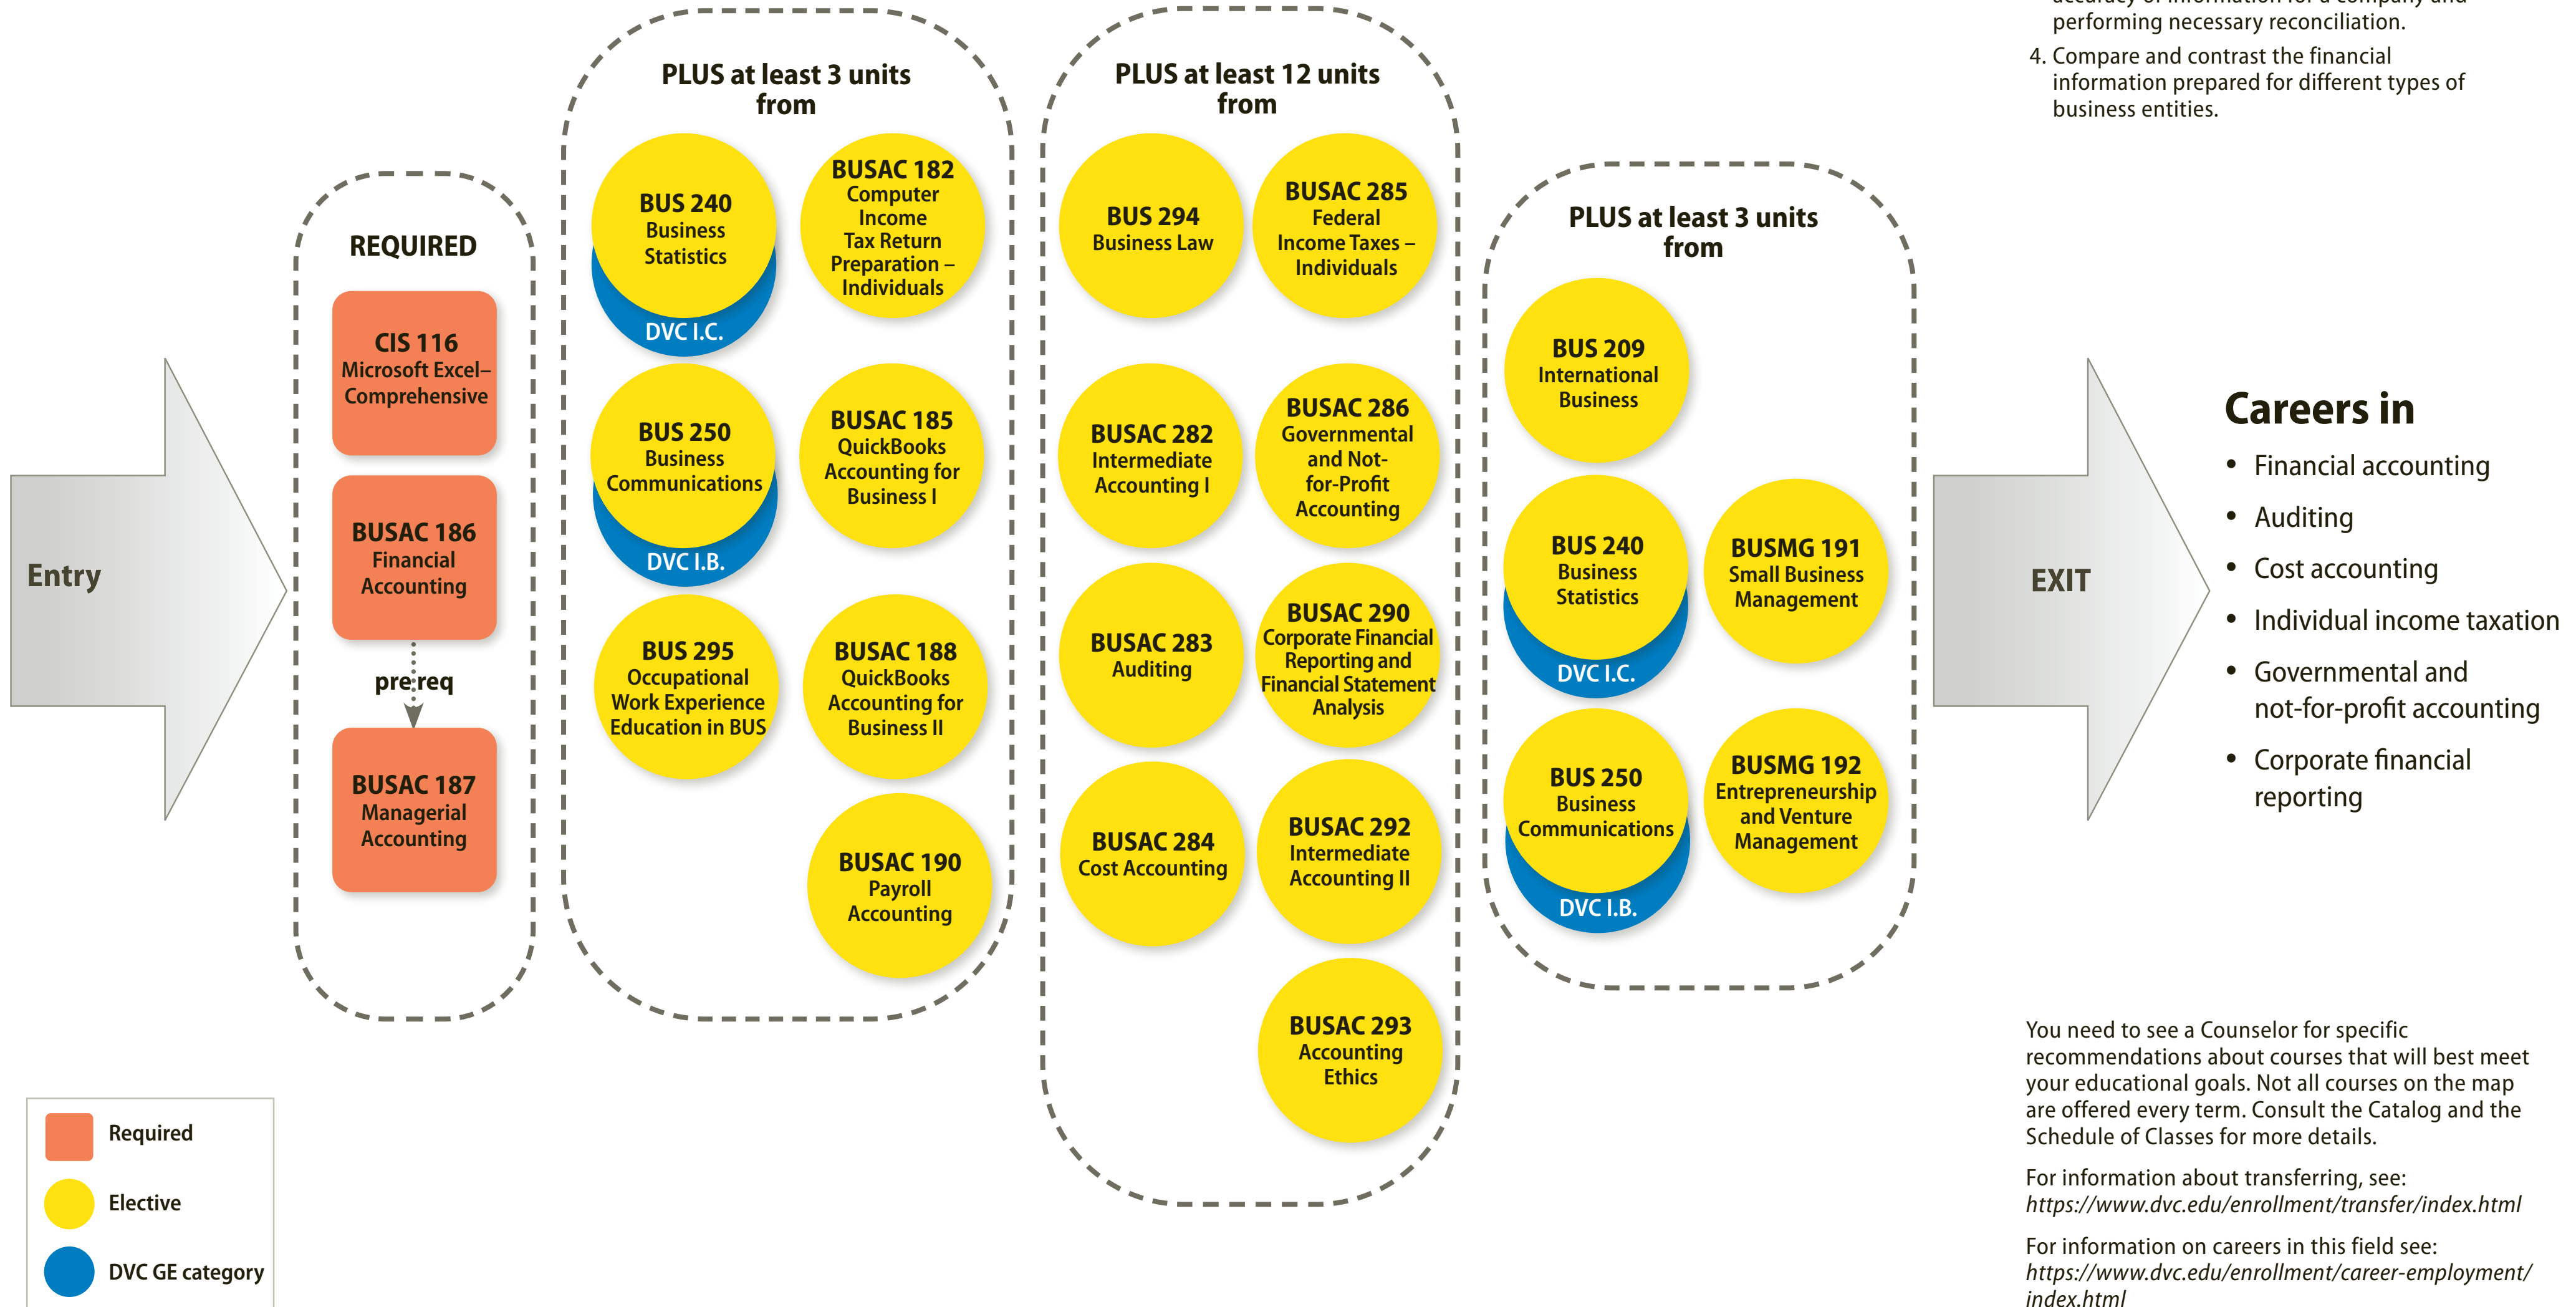 accuracy of information for a company and
performing necessary reconciliation.
4. Compare and contrast the financial
information prepared for different types of
business entities.
Entry
REQUIRED
CIS 116
Microsoft Excel–
Comprehensive
BUSAC 186
Financial
Accounting
prereq
BUSAC 187
Managerial
Accounting
PLUS at least 3 units
from
BUS 240
Business
Statistics
DVC I.C.
BUSAC 182
Computer
Income
Tax Return
Preparation –
Individuals
BUS 250
Business
Communications
DVC I.B.
BUSAC 185
QuickBooks
Accounting for
Business I
BUS 295
Occupational
Work Experience
Education in BUS
BUSAC 188
QuickBooks
Accounting for
Business II
BUSAC 190
Payroll
Accounting
PLUS at least 12 units
from
BUS 294
Business Law
BUSAC 285
Federal
Income Taxes –
Individuals
BUSAC 282
Intermediate
Accounting I
BUSAC 286
Governmental
and Not-
for-Profit
Accounting
BUSAC 283
Auditing
BUSAC 290
Corporate Financial
Reporting and
Financial Statement
Analysis
BUSAC 284
Cost Accounting
BUSAC 292
Intermediate
Accounting II
BUSAC 293
Accounting
Ethics
PLUS at least 3 units
from
BUS 209
International
Business
BUS 240
Business
Statistics
DVC I.C.
BUSMG 191
Small Business
Management
BUS 250
Business
Communications
DVC I.B.
BUSMG 192
Entrepreneurship
and Venture
Management
EXIT
Careers in
• Financial accounting
• Auditing
• Cost accounting
• Individual income taxation
• Governmental and
not-for-profit accounting
• Corporate financial
reporting
Required
Elective
DVC GE category
You need to see a Counselor for specific
recommendations about courses that will best meet
your educational goals. Not all courses on the map
are offered every term. Consult the Catalog and the
Schedule of Classes for more details.
For information about transferring, see:
https://www.dvc.edu/enrollment/transfer/index.html
For information on careers in this field see:
https://www.dvc.edu/enrollment/career-employment/
index.html